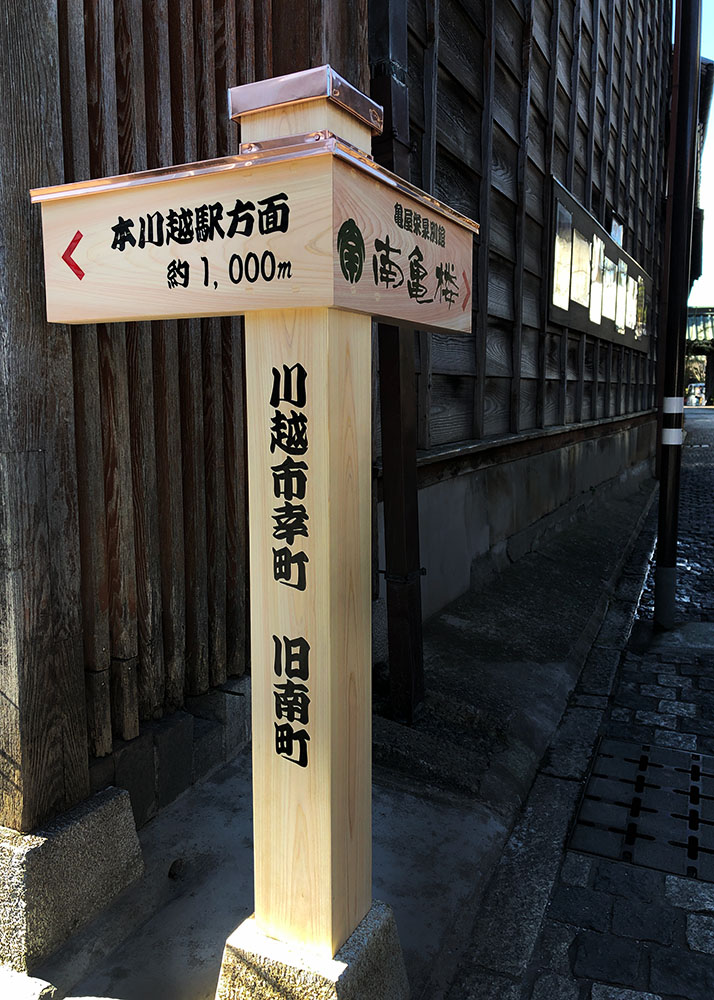 本川越駅方面
約1,000m
亀屋栄泉別館
南亀楼
川越市幸町 旧南町